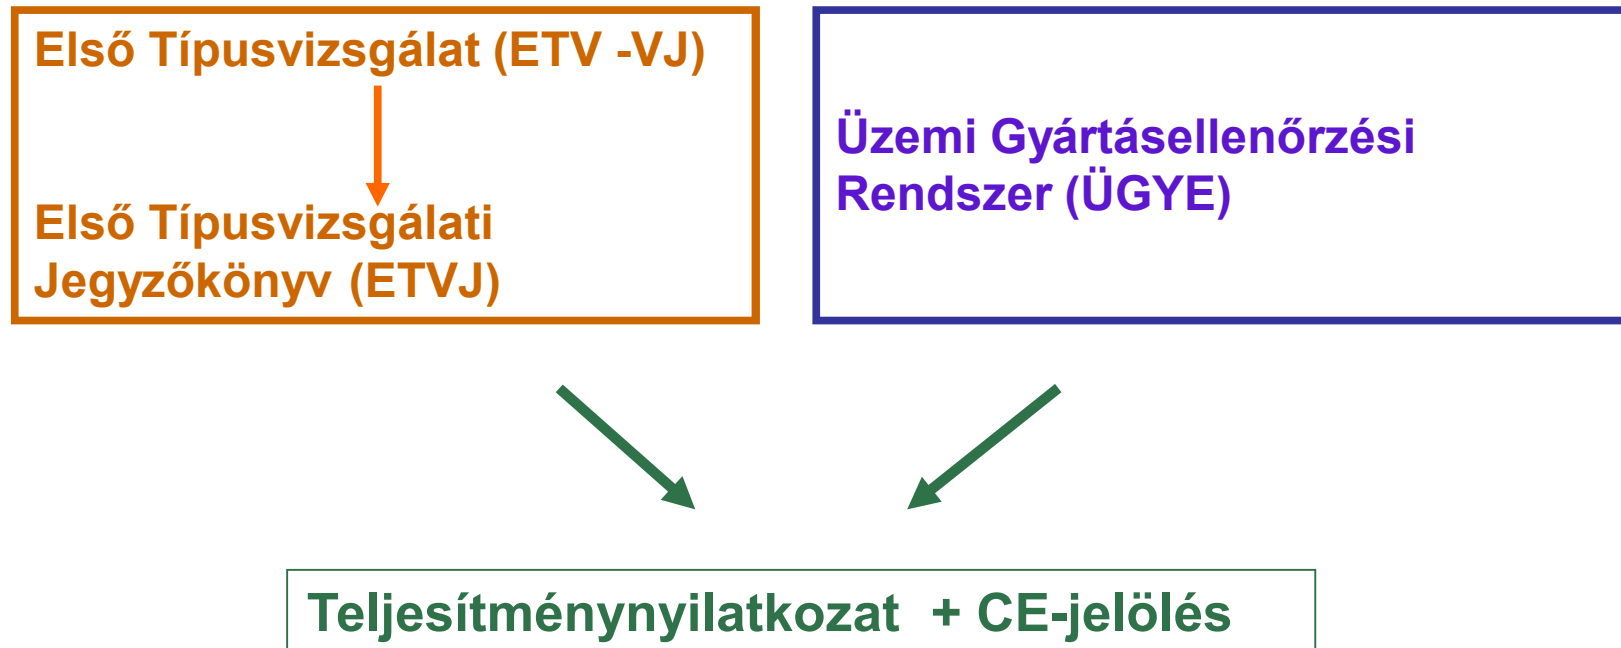 Első Típusvizsgálat (ETV -VJ)
Első Típusvizsgálati
Jegyzőkönyv (ETVJ)
Üzemi Gyártásellenőrzési
Rendszer (ÜGYE)
Teljesítménynyilatkozat + CE-jelölés